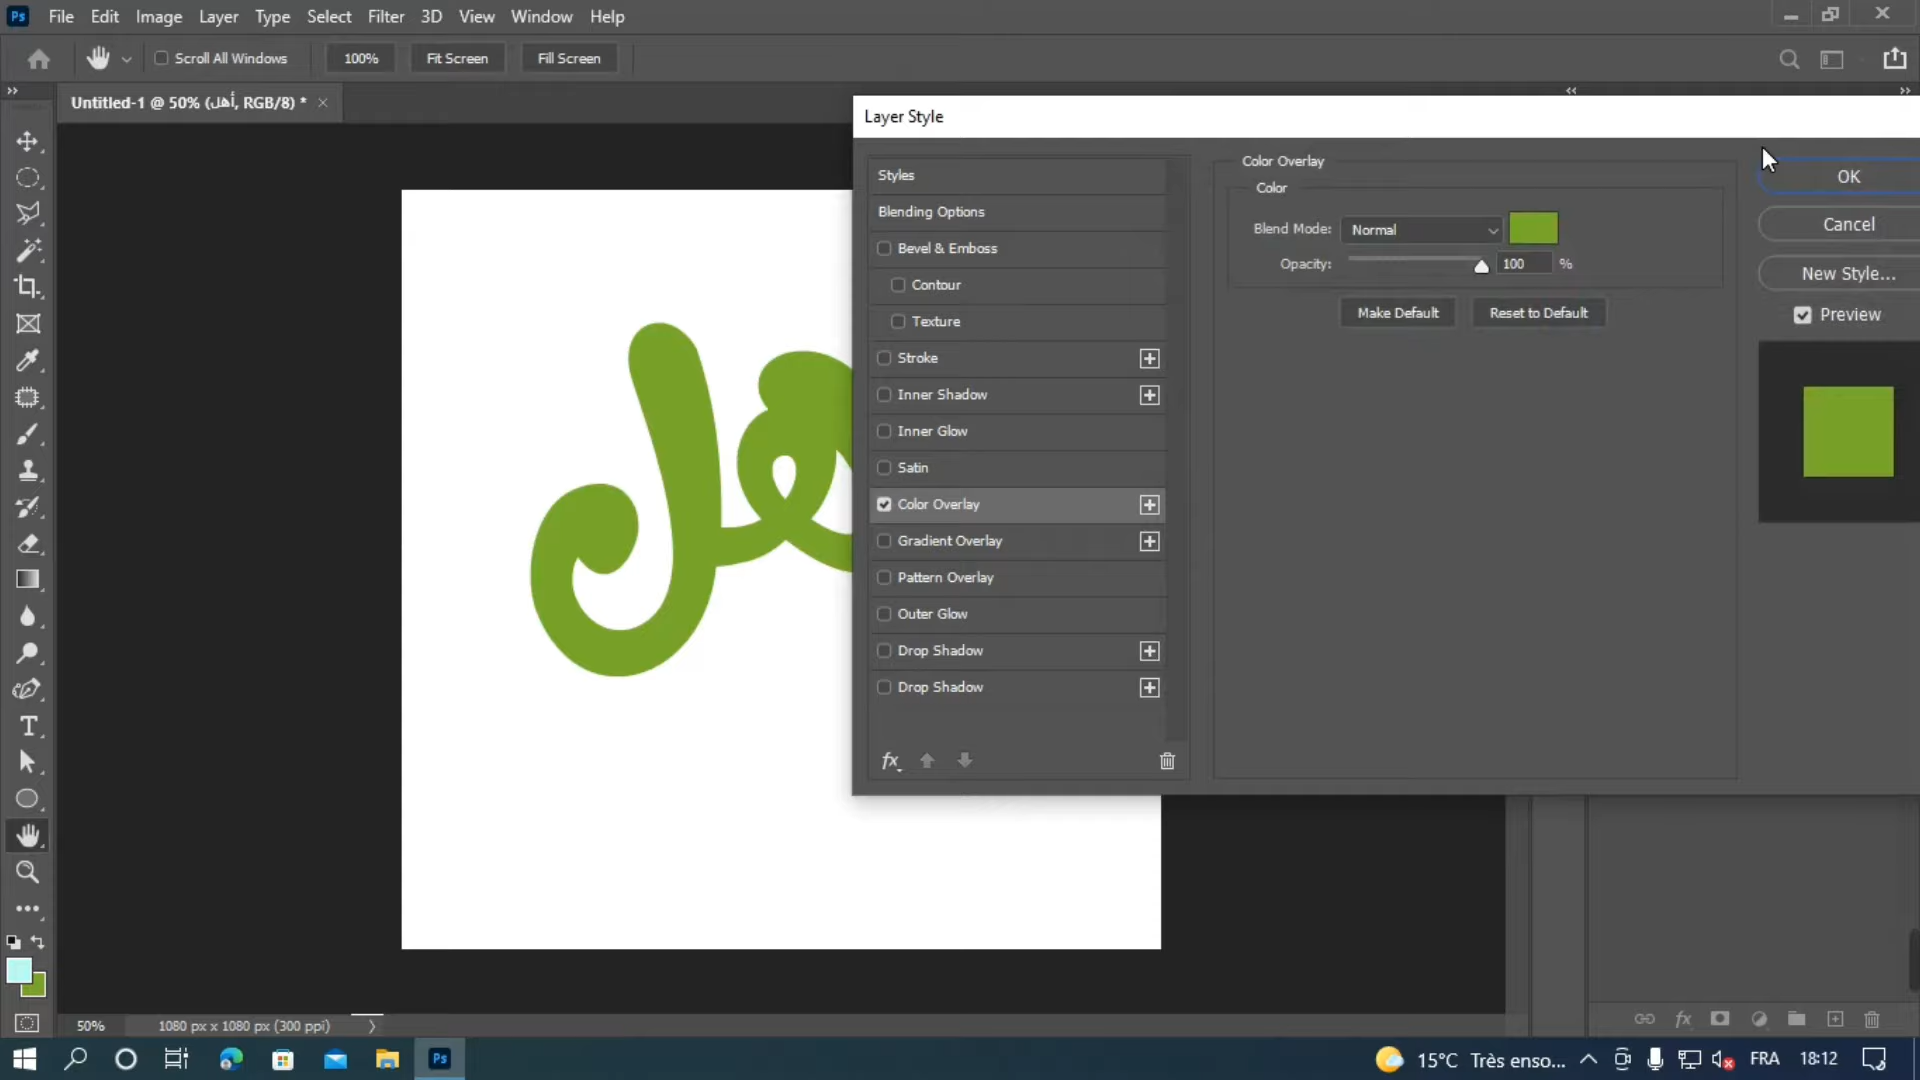 Ps File Edit Image Layer Type Select Filter 3D View Window Help
Scroll All Windows 100% Fit Screen Fill Screen
Untitled-1 @ 50% (أهل, RGB/8) *
Layer Style
Styles
Blending Options
Bevel & Emboss
Contour
Texture
Stroke
Inner Shadow
Inner Glow
Satin
Color Overlay
Gradient Overlay
Pattern Overlay
Outer Glow
Drop Shadow
Drop Shadow
fx
Color Overlay
Color
Blend Mode: Normal
Opacity: 100 %
Make Default Reset to Default
OK
Cancel
New Style...
Preview
T
50% 1080 px x 1080 px (300 ppi)
fx
Ps
15°C Très enso... FRA 18:12